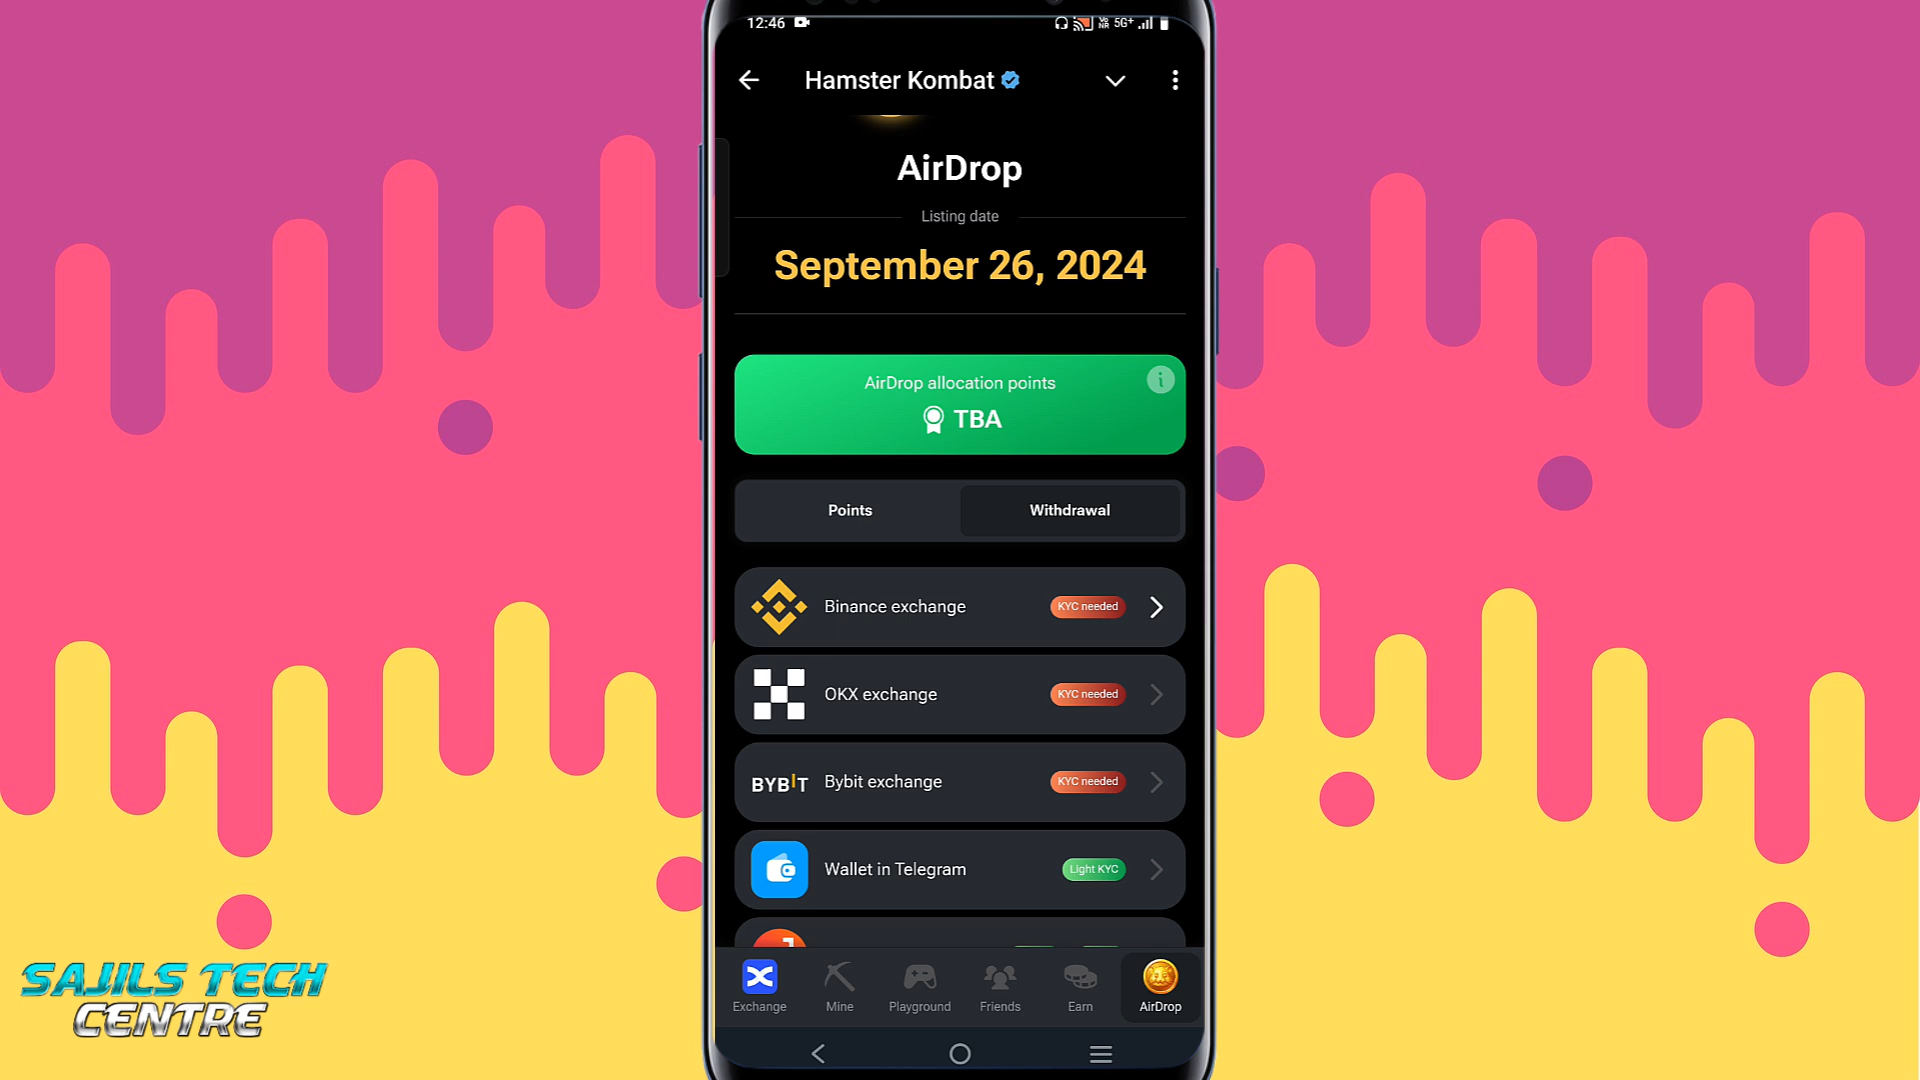 12:46
VoNR 5G+
Hamster Kombat
AirDrop
Listing date
September 26, 2024
AirDrop allocation points
TBA
Points
Withdrawal
Binance exchange
KYC needed
OKX exchange
KYC needed
BYBIT
Bybit exchange
KYC needed
Wallet in Telegram
Light KYC
Exchange
Mine
Playground
Friends
Earn
AirDrop
SAJILS TECH
CENTRE